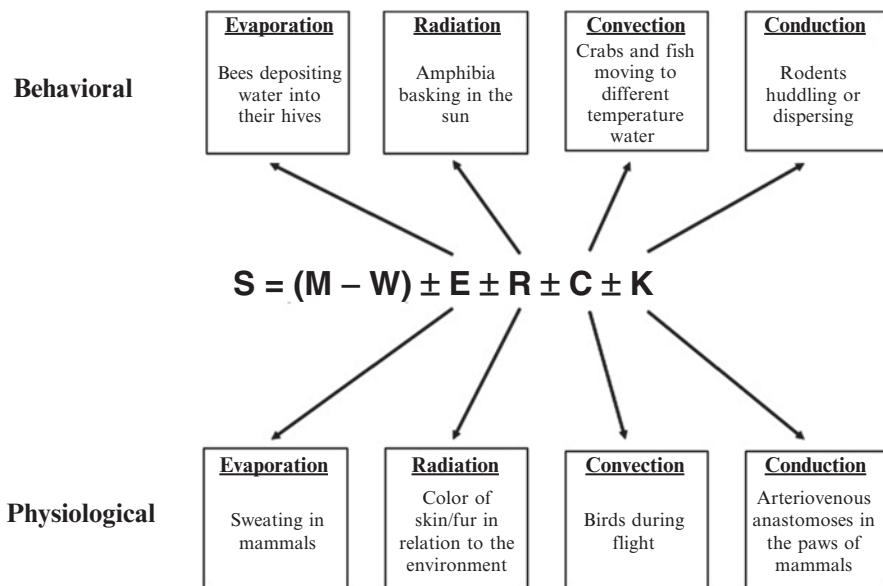 Behavioral
Evaporation
Bees depositing
water into
their hives
Radiation
Amphibia
basking in the
sun
Convection
Crabs and fish
moving to
different
temperature
water
Conduction
Rodents
huddling or
dispersing
S = (M – W) ± E ± R ± C ± K
Physiological
Evaporation
Sweating in
mammals
Radiation
Color of
skin/fur in
relation to the
environment
Convection
Birds during
flight
Conduction
Arteriovenous
anastomoses in
the paws of
mammals